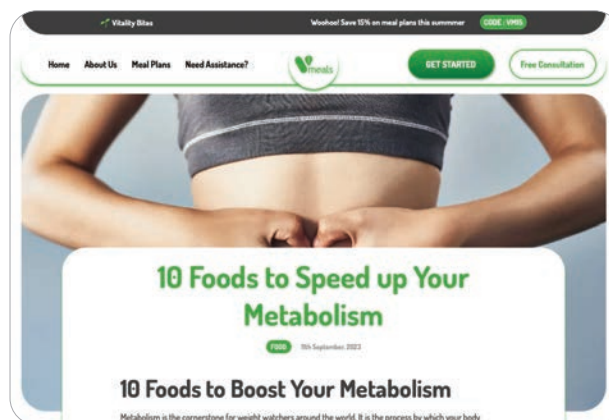 Vitality Bites
Woohoo! Save 15% on meal plans this summmer
CODE : VM15
Home
About Us
Meal Plans
Need Assistance?
Vmeals
GET STARTED
Free Consultation
10 Foods to Speed up Your
Metabolism
FOOD
11th September, 2023
10 Foods to Boost Your Metabolism
Metabolism is the cornerstone for weight watchers around the world. It is the process by which your body